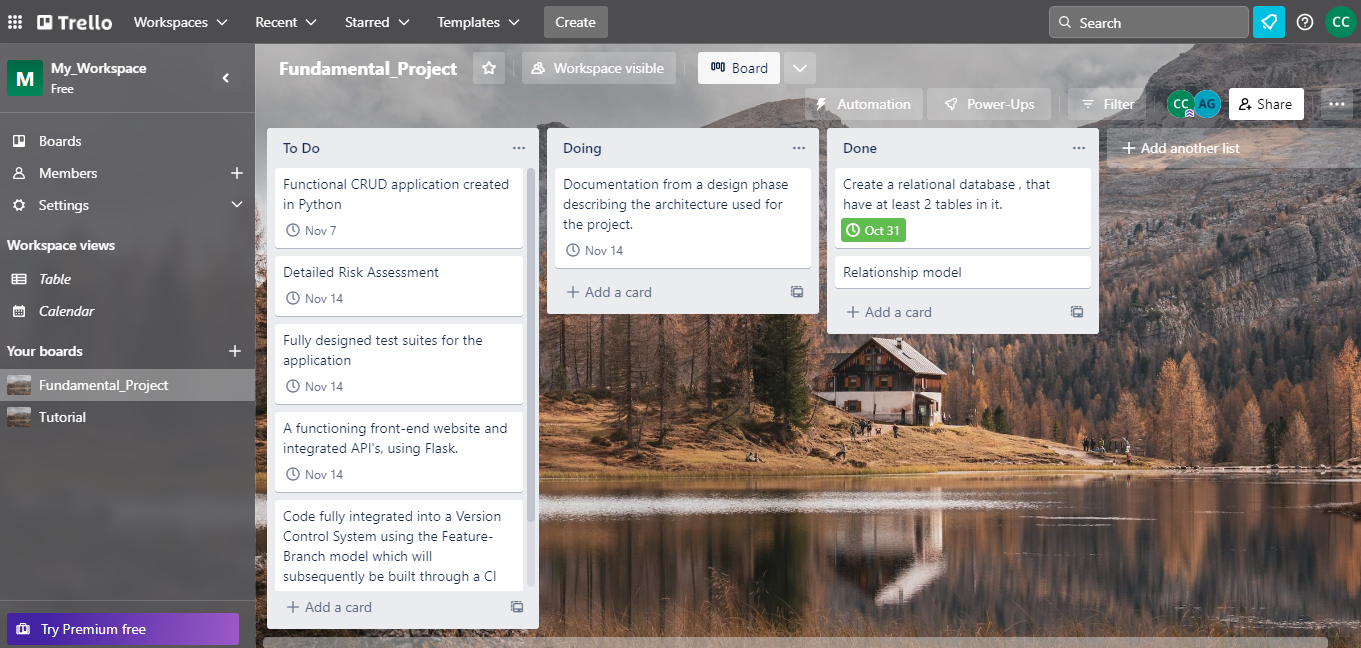 Trello
Workspaces
Recent
Starred
Templates
Create
Search
CC
M
My_Workspace
Free
Boards
Members
Settings
Workspace views
Table
Calendar
Your boards
Fundamental_Project
Tutorial
Try Premium free
Fundamental_Project
Workspace visible
Board
Automation
Power-Ups
Filter
CC
AG
Share
To Do
Functional CRUD application created
in Python
Nov 7
Detailed Risk Assessment
Nov 14
Fully designed test suites for the
application
Nov 14
A functioning front-end website and
integrated API's, using Flask.
Nov 14
Code fully integrated into a Version
Control System using the Feature-
Branch model which will
subsequently be built through a CI
Add a card
Doing
Documentation from a design phase
describing the architecture used for
the project.
Nov 14
Add a card
Done
Create a relational database , that
have at least 2 tables in it.
Oct 31
Relationship model
Add a card
Add another list